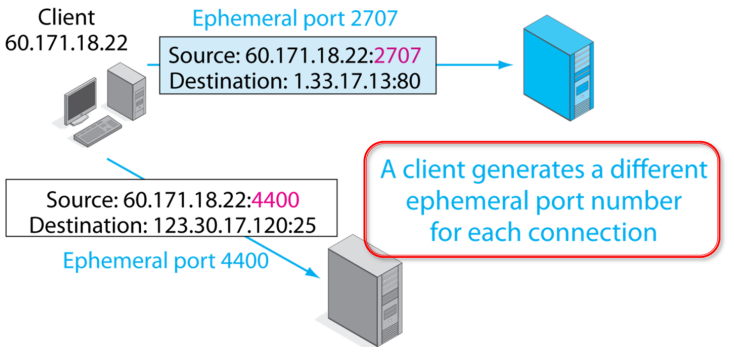 Client
60.171.18.22
Ephemeral port 2707
Source: 60.171.18.22:2707
Destination: 1.33.17.13:80
A client generates a different
ephemeral port number
for each connection
Source: 60.171.18.22:4400
Destination: 123.30.17.120:25
Ephemeral port 4400